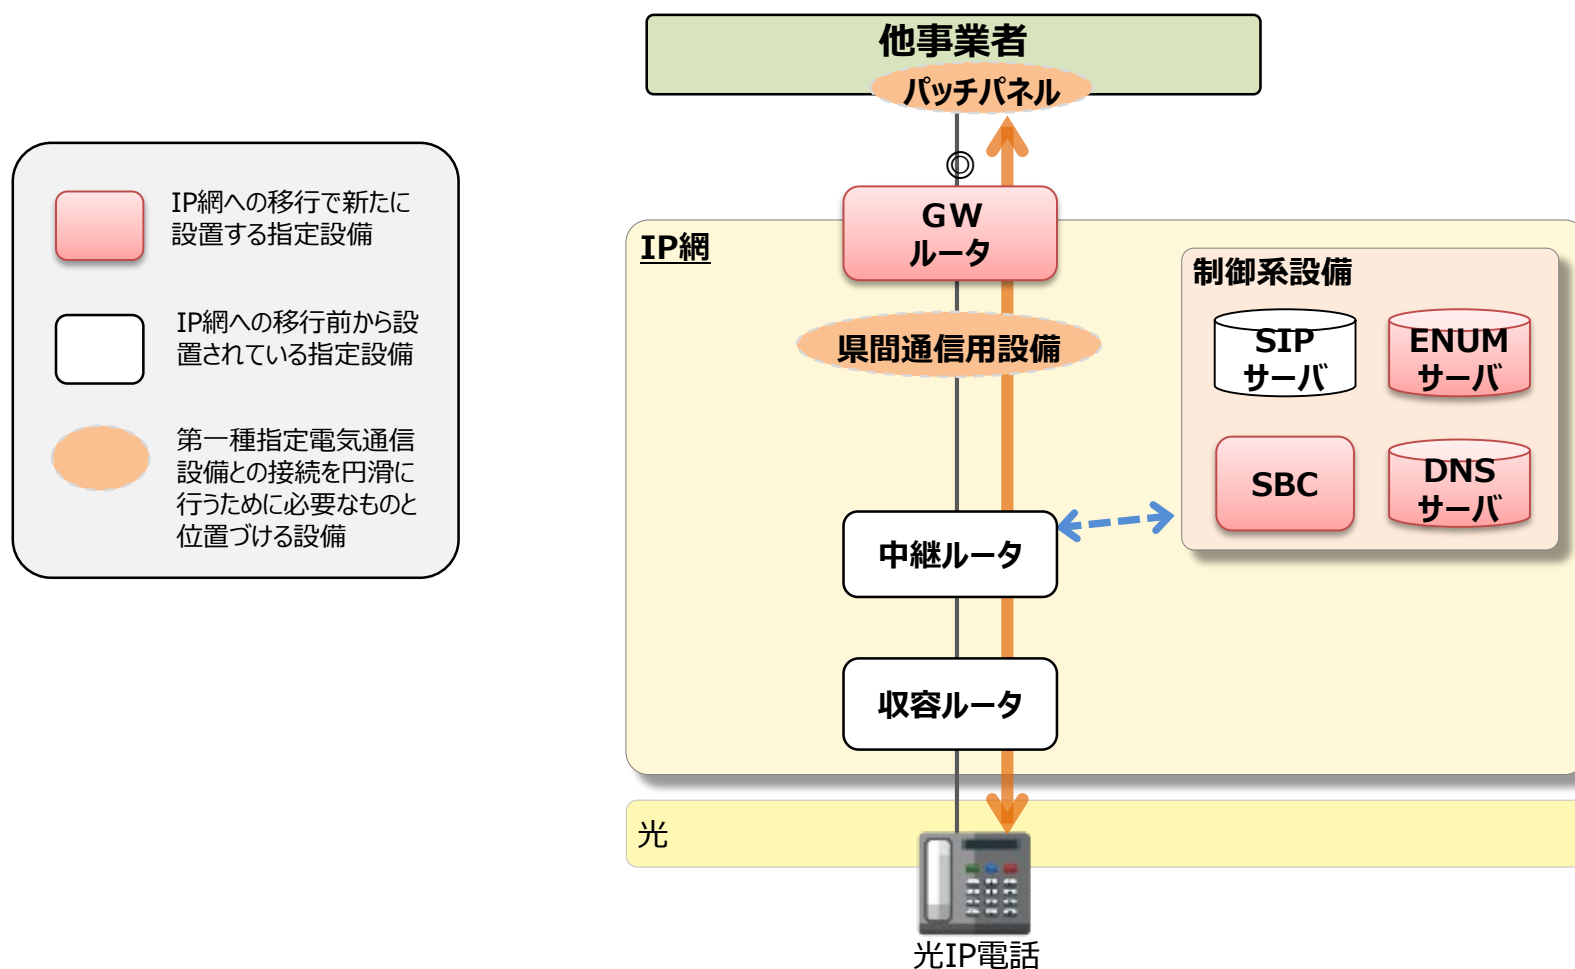 他事業者
パッチパネル
◎
IP網への移行で新たに
設置する指定設備
IP網への移行前から設
置されている指定設備
第一種指定電気通信
設備との接続を円滑に
行うために必要なものと
位置づける設備
GW
ルータ
IP網
県間通信用設備
制御系設備
SIP
サーバ
ENUM
サーバ
SBC
DNS
サーバ
中継ルータ
収容ルータ
光
光IP電話